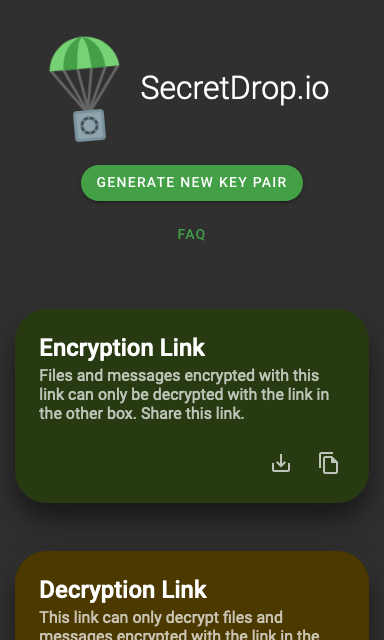 SecretDrop.io
GENERATE NEW KEY PAIR
FAQ
Encryption Link
Files and messages encrypted with this
link can only be decrypted with the link in
the other box. Share this link.
Decryption Link
This link can only decrypt files and
messages encrypted with the link in the